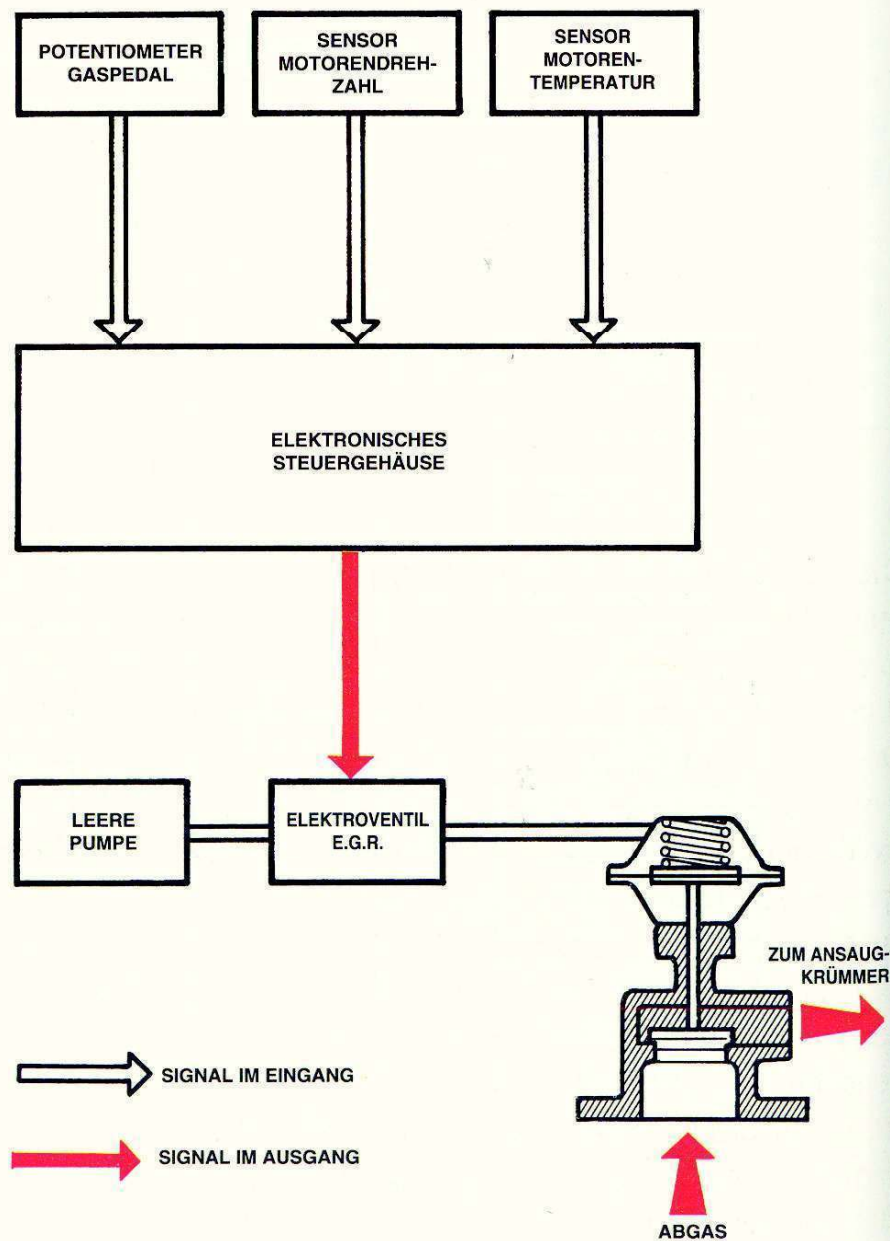 POTENTIOMETER
GASPEDAL
SENSOR
MOTORENDREH-
ZAHL
SENSOR
MOTOREN-
TEMPERATUR
ELEKTRONISCHES
STEUERGEHÄUSE
LEERE
PUMPE
ELEKTROVENTIL
E.G.R.
ZUM ANSAUG-
KRÜMMER
SIGNAL IM EINGANG
SIGNAL IM AUSGANG
ABGAS